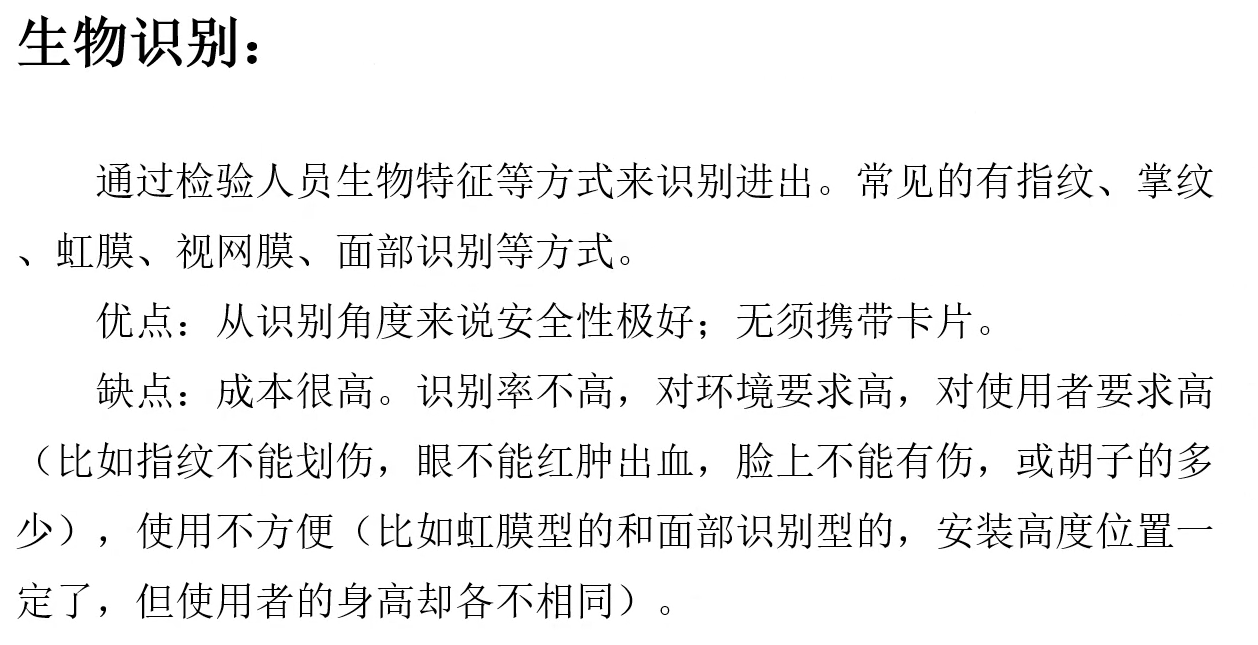 生物识别：
通过检验人员生物特征等方式来识别进出。常见的有指纹、掌纹
、虹膜、视网膜、面部识别等方式。
优点：从识别角度来说安全性极好；无须携带卡片。
缺点：成本很高。识别率不高，对环境要求高，对使用者要求高
（比如指纹不能划伤，眼不能红肿出血，脸上不能有伤，或胡子的多
少），使用不方便（比如虹膜型的和面部识别型的，安装高度位置一
定了，但使用者的身高却各不相同）。